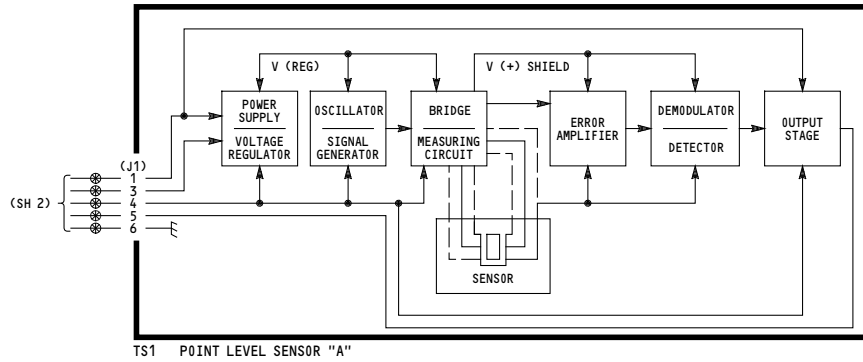 V (REG)
V (+) SHIELD
POWER
SUPPLY
VOLTAGE
REGULATOR
OSCILLATOR
SIGNAL
GENERATOR
BRIDGE
MEASURING
CIRCUIT
ERROR
AMPLIFIER
DEMODULATOR
DETECTOR
OUTPUT
STAGE
(J1)
1
3
4
5
6
(SH 2)
SENSOR
TS1 POINT LEVEL SENSOR "A"